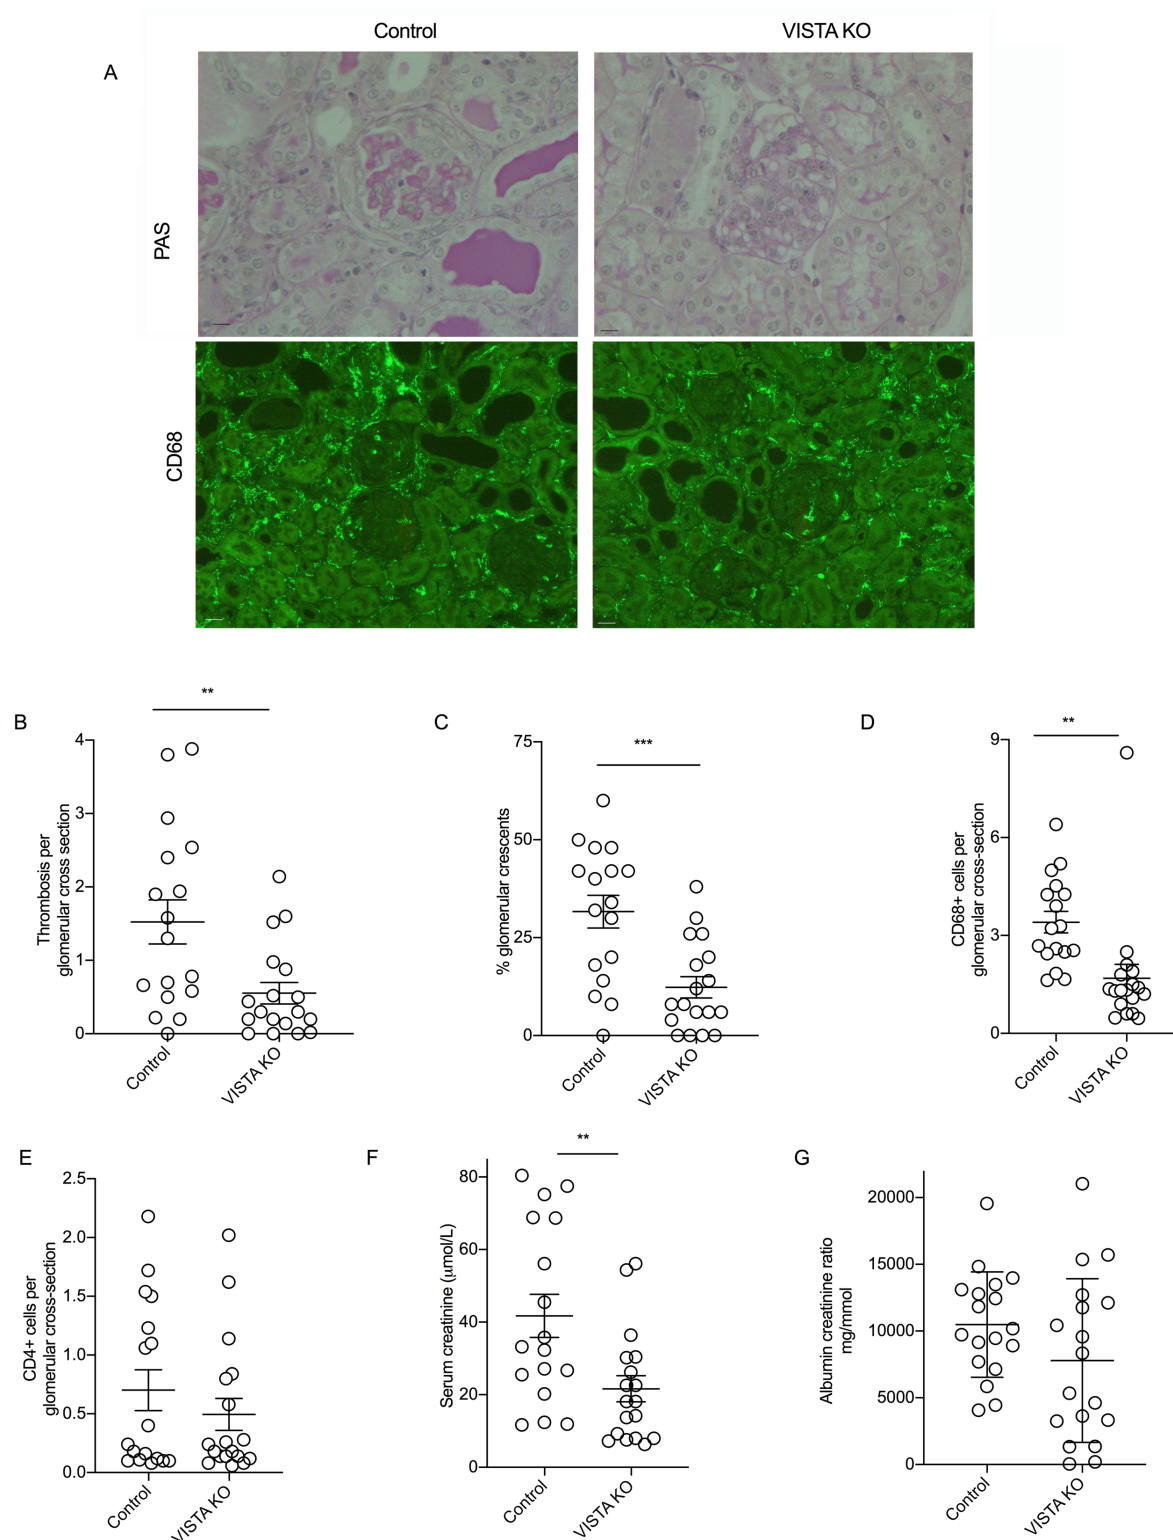 Control
VISTA KO
A
PAS
CD68
B
**
4
3
2
1
0
Thrombosis per
glomerular cross section
Control
VISTA KO
C
***
75
50
25
0
% glomerular crescents
Control
VISTA KO
D
**
9
6
3
0
CD68+ cells per
glomerular cross-section
Control
VISTA KO
E
2.5
2.0
1.5
1.0
0.5
0.0
CD4+ cells per
glomerular cross-section
Control
VISTA KO
F
**
80
60
40
20
0
Serum creatinine (μmol/L)
Control
VISTA KO
G
20000
15000
10000
5000
0
Albumin creatinine ratio
mg/mmol
Control
VISTA KO